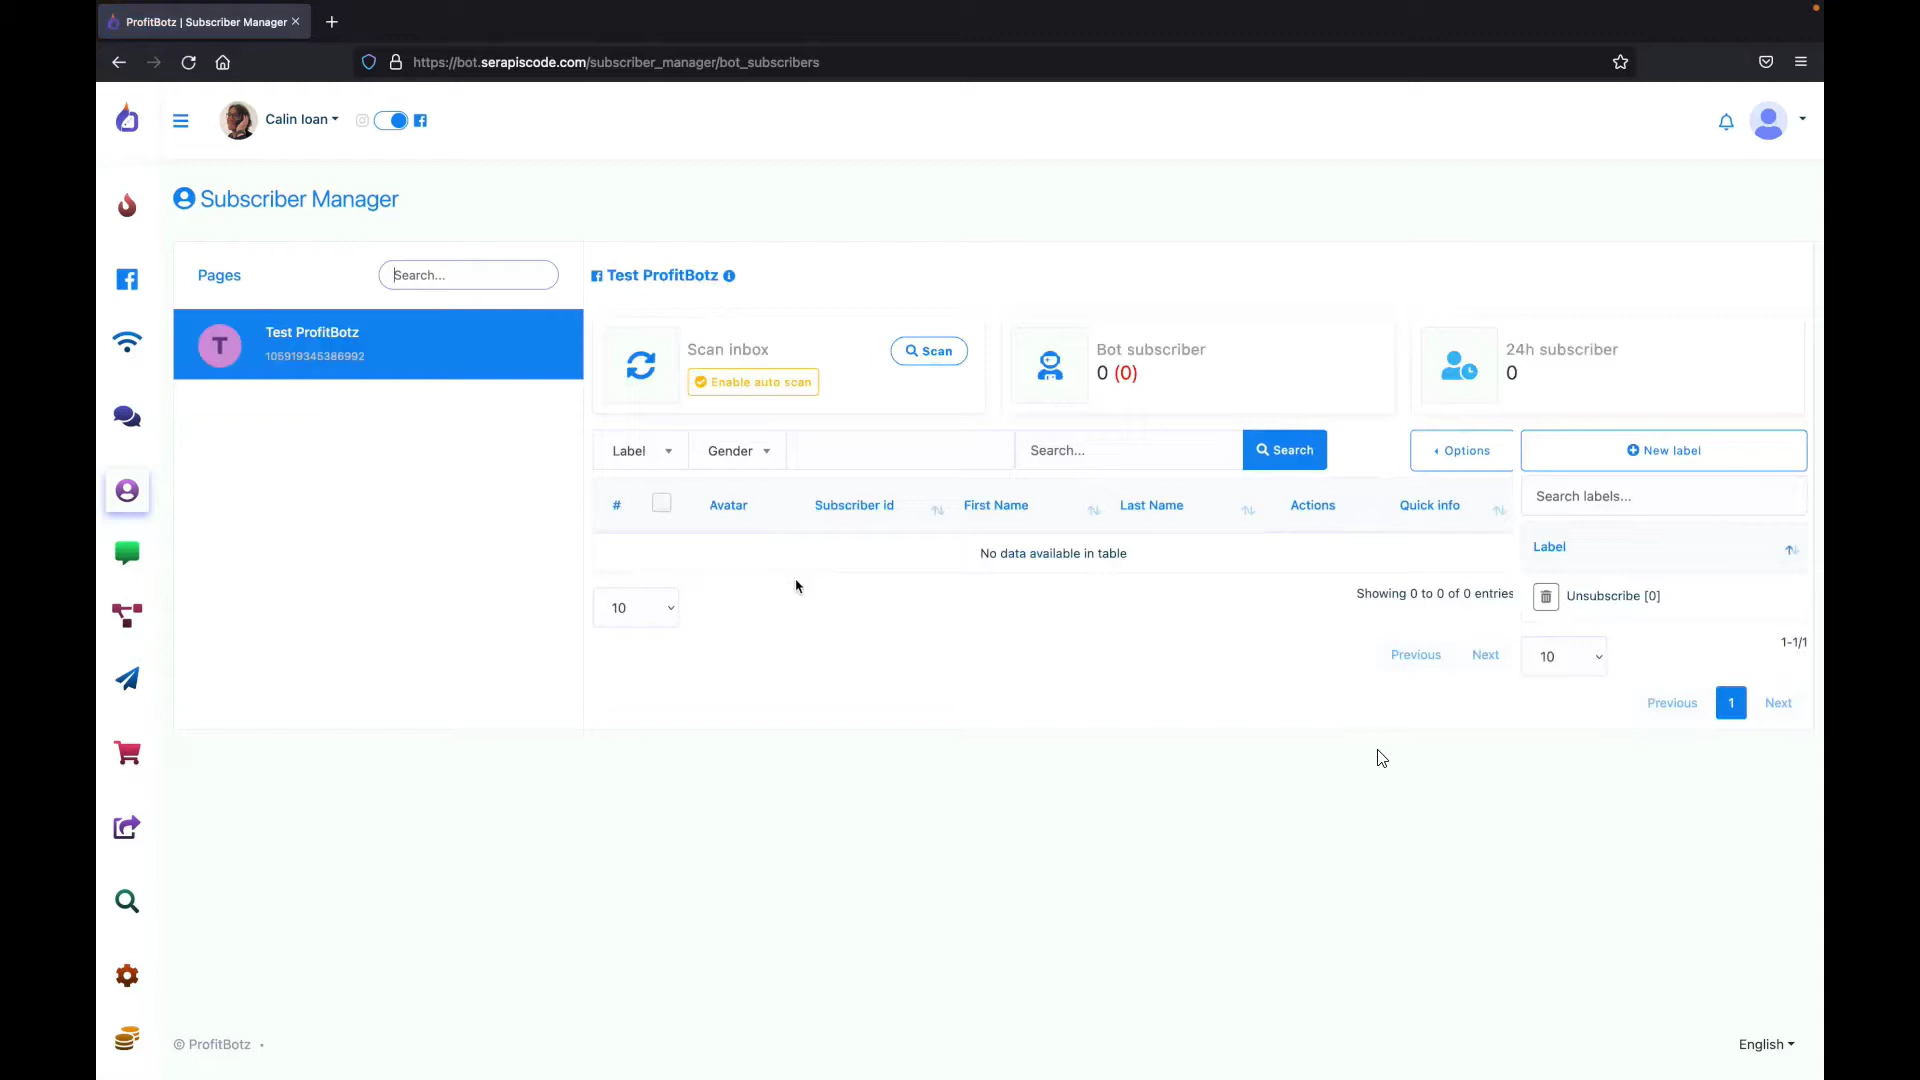 ProfitBotz | Subscriber Manager
https://bot.serapiscode.com/subscriber_manager/bot_subscribers
Calin Ioan
Subscriber Manager
Pages
Search...
Test ProfitBotz
T
Test ProfitBotz
105919345386992
Scan inbox
Scan
Enable auto scan
Bot subscriber
0 (0)
24h subscriber
0
Label
Gender
Search...
Search
Options
New label
Search labels...
#
Avatar
Subscriber id
First Name
Last Name
Actions
Quick info
Label
No data available in table
Unsubscribe [0]
10
Showing 0 to 0 of 0 entries
Previous
Next
10
1-1/1
Previous
1
Next
© ProfitBotz •
English